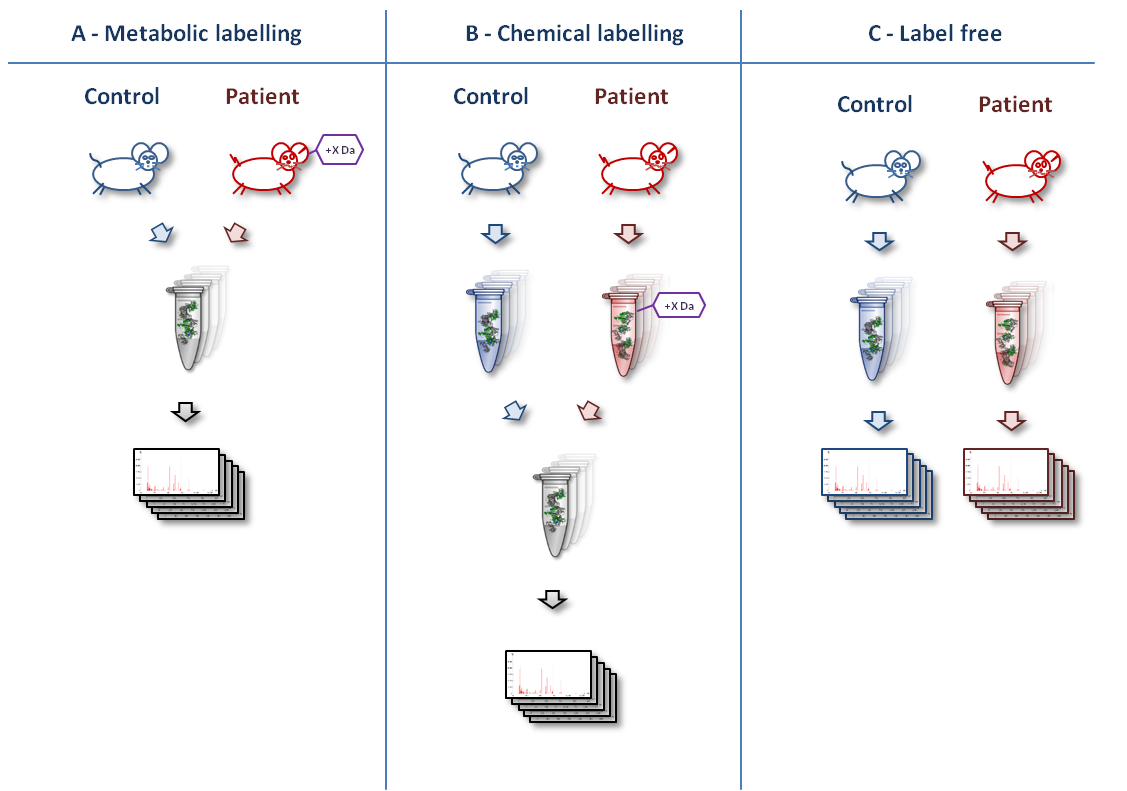 A - Metabolic labelling
Control Patient
+X Da
B - Chemical labelling
Control Patient
+X Da
C - Label free
Control Patient